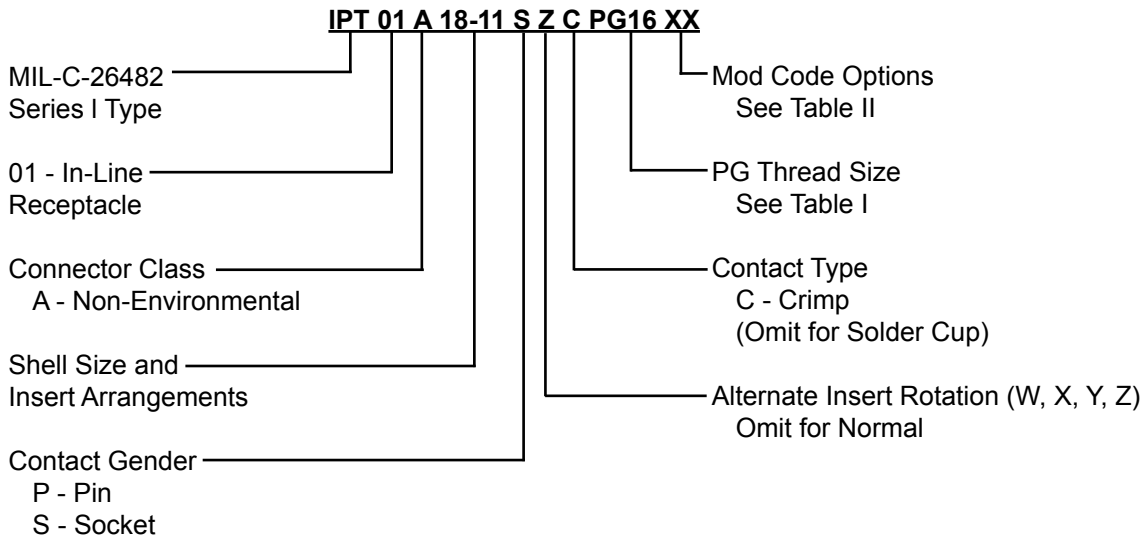 IPT 01 A 18-11 S Z C PG16 XX
MIL-C-26482
Series I Type
01 - In-Line
Receptacle
Connector Class
A - Non-Environmental
Shell Size and
Insert Arrangements
Contact Gender
P - Pin
S - Socket
Mod Code Options
See Table II
PG Thread Size
See Table I
Contact Type
C - Crimp
(Omit for Solder Cup)
Alternate Insert Rotation (W, X, Y, Z)
Omit for Normal